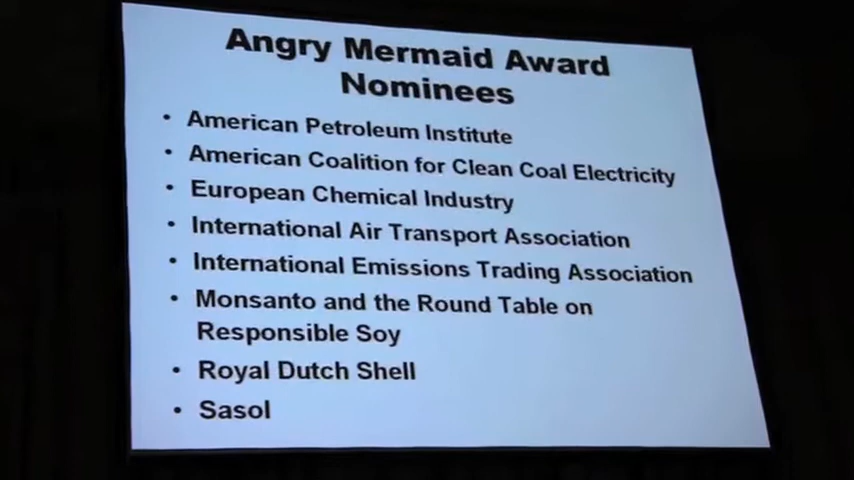 Angry Mermaid Award
Nominees
• American Petroleum Institute
• American Coalition for Clean Coal Electricity
• European Chemical Industry
• International Air Transport Association
• International Emissions Trading Association
• Monsanto and the Round Table on
Responsible Soy
• Royal Dutch Shell
• Sasol